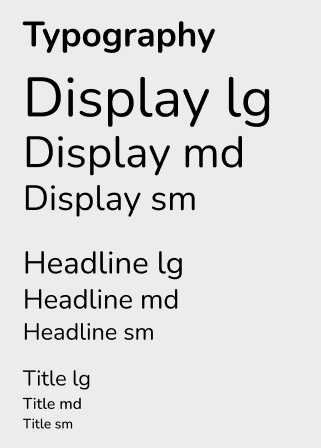 Typography
Display lg
Display md
Display sm
Headline lg
Headline md
Headline sm
Title lg
Title md
Title sm